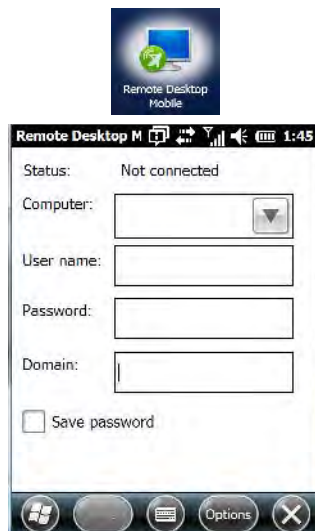 Remote Desktop
Mobile
Remote Desktop M 1:45
Status: Not connected
Computer:
User name:
Password:
Domain:
Save password
Options